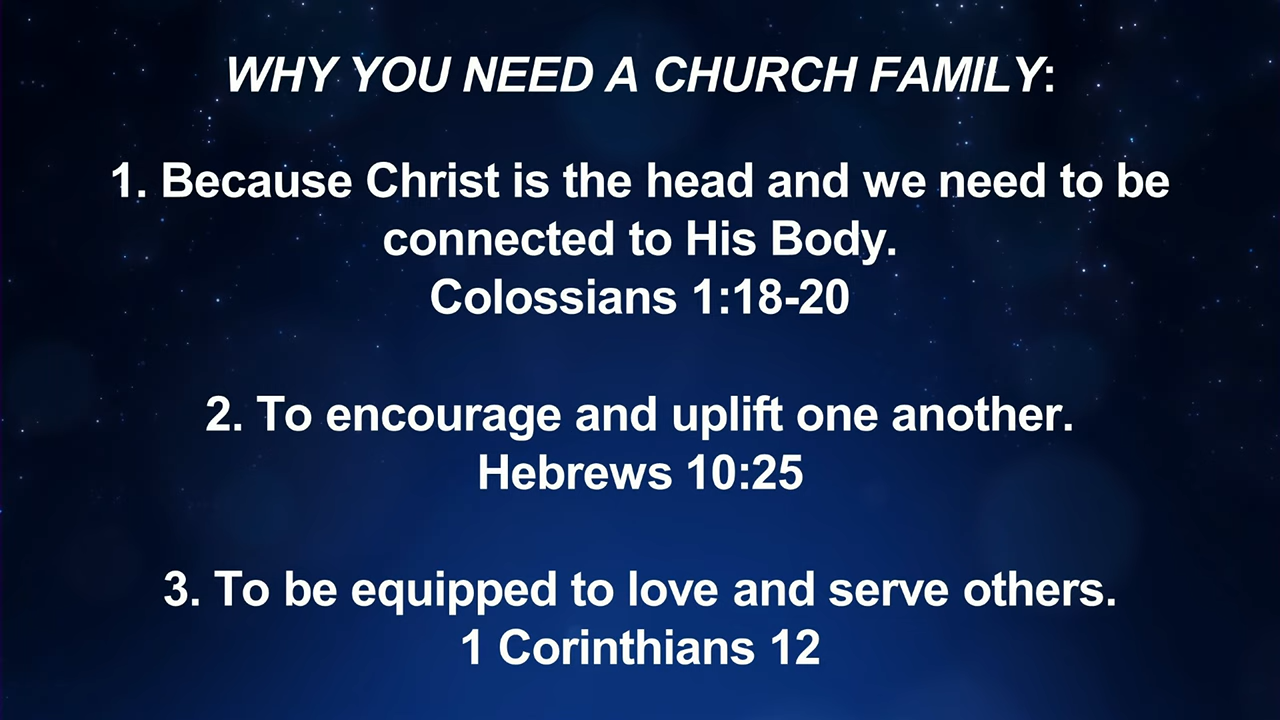 WHY YOU NEED A CHURCH FAMILY:
1. Because Christ is the head and we need to be
connected to His Body.
Colossians 1:18-20
2. To encourage and uplift one another.
Hebrews 10:25
3. To be equipped to love and serve others.
1 Corinthians 12